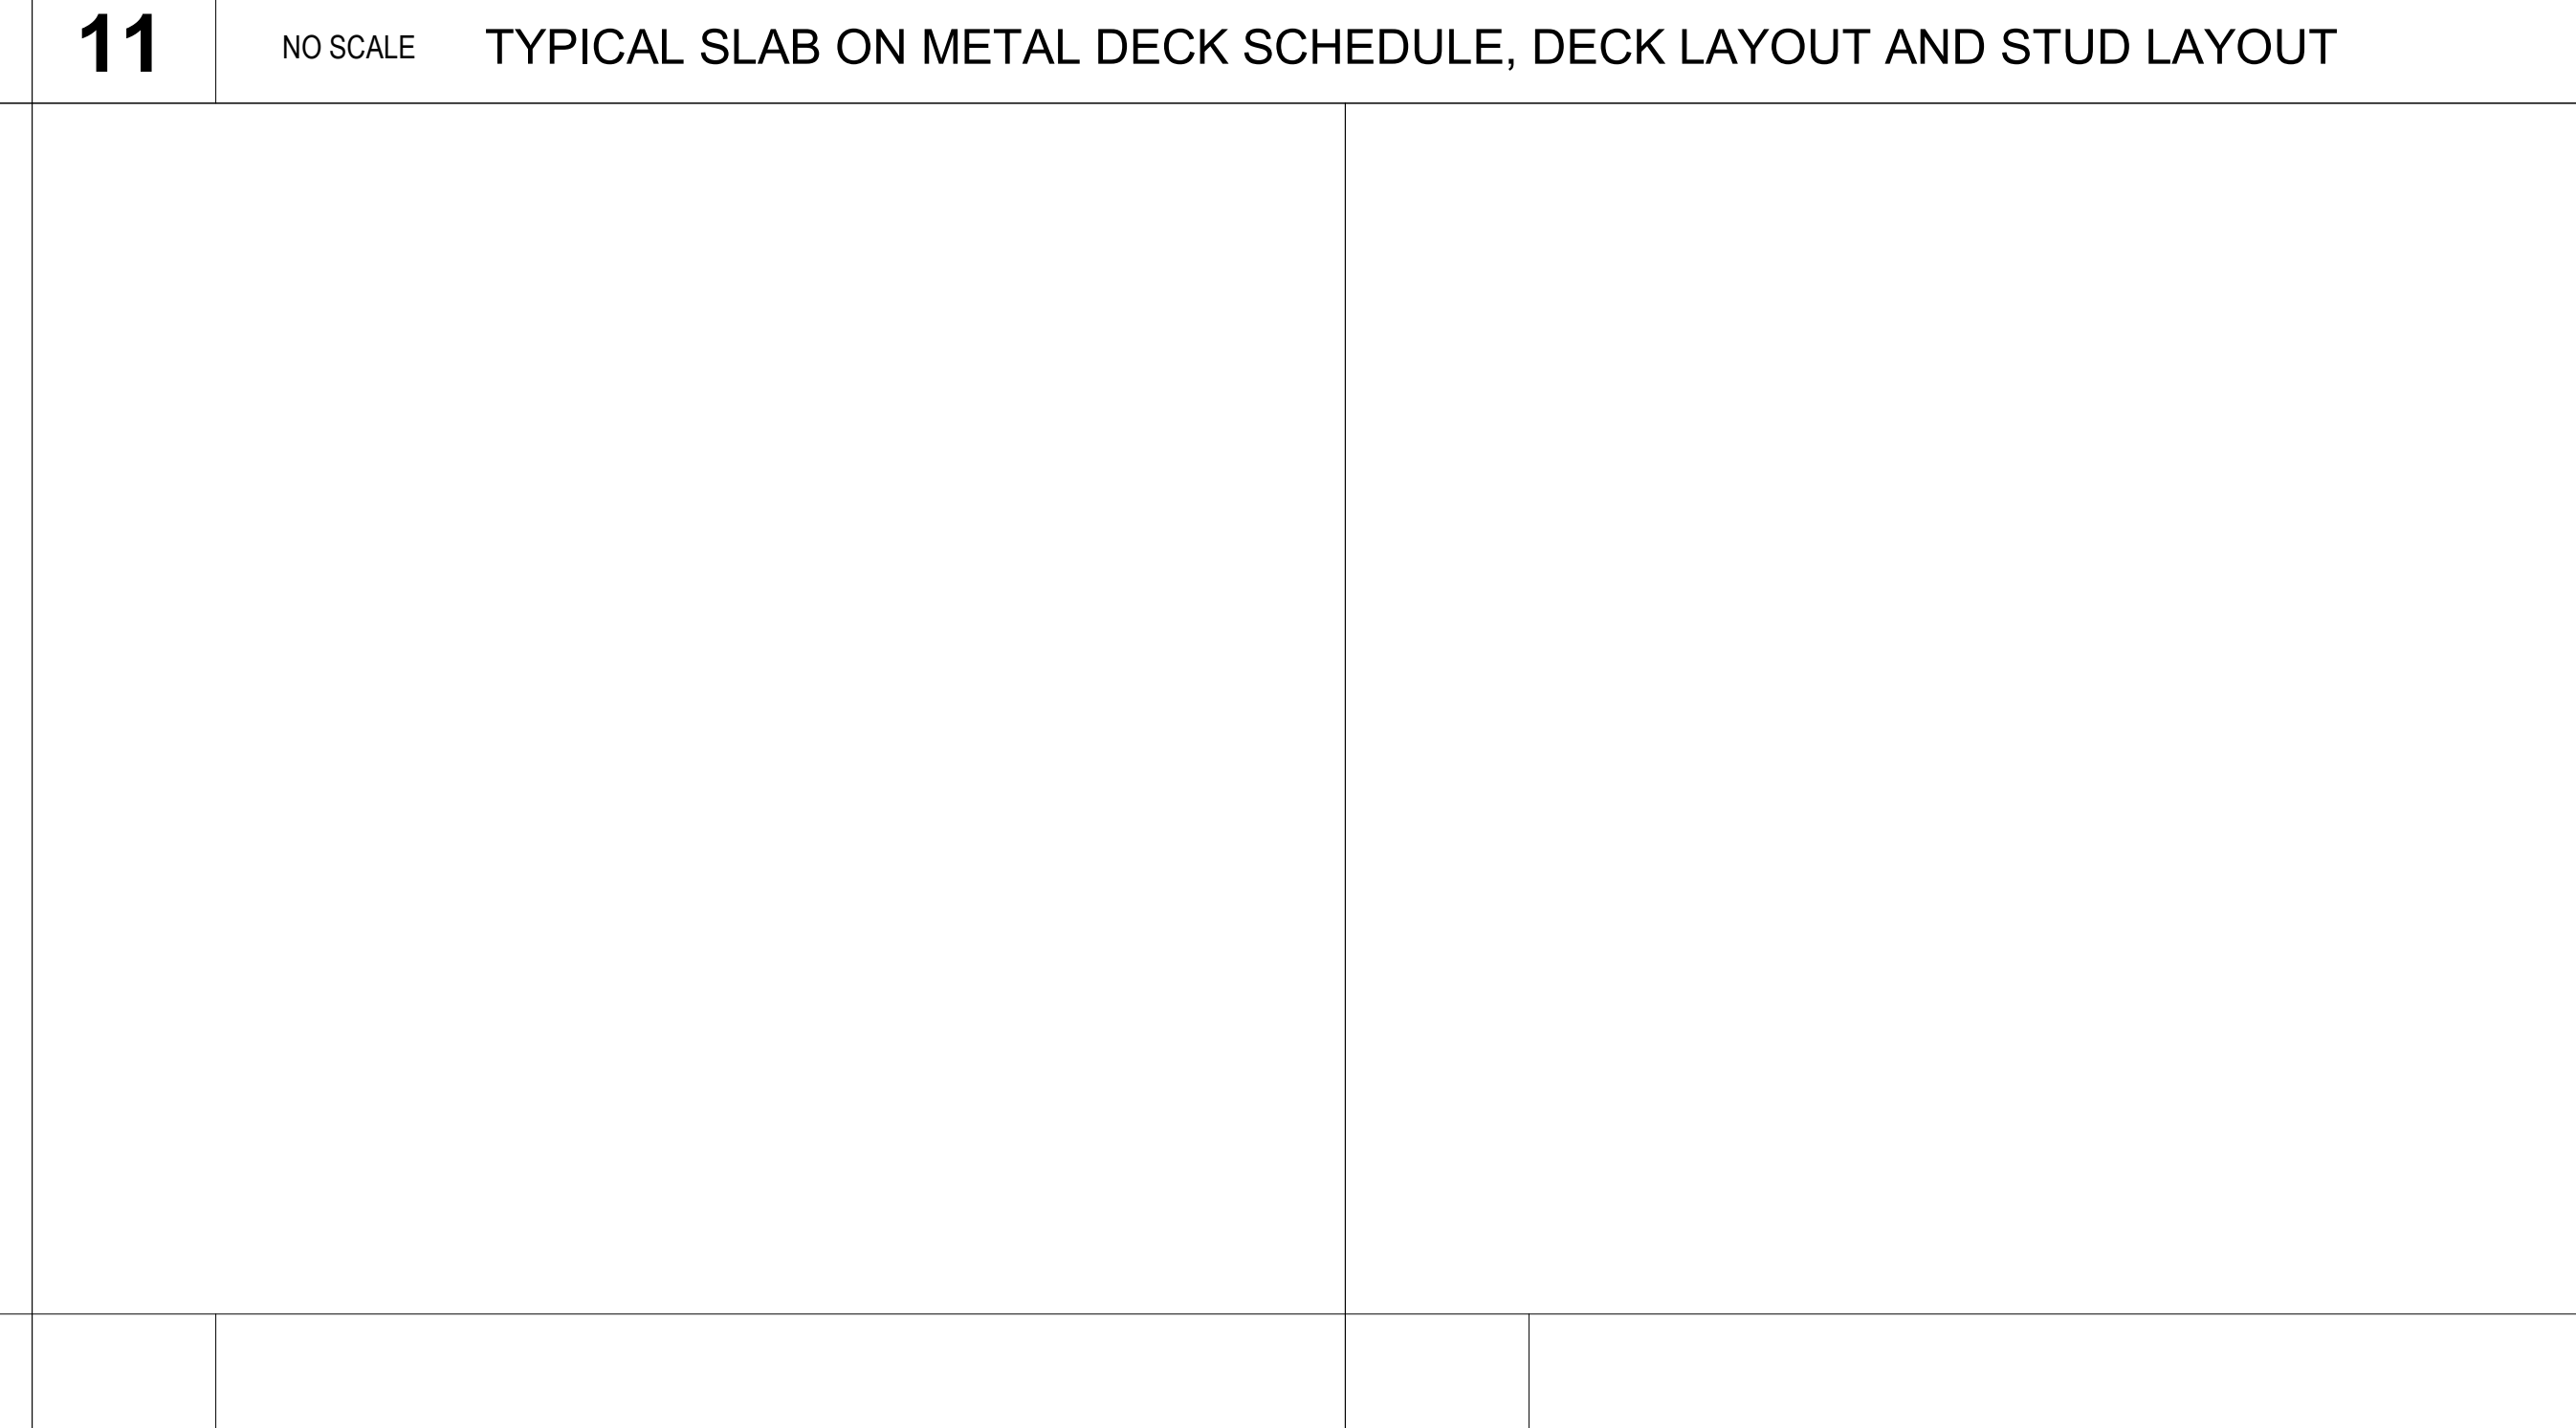 11 NO SCALE TYPICAL SLAB ON METAL DECK SCHEDULE, DECK LAYOUT AND STUD LAYOUT